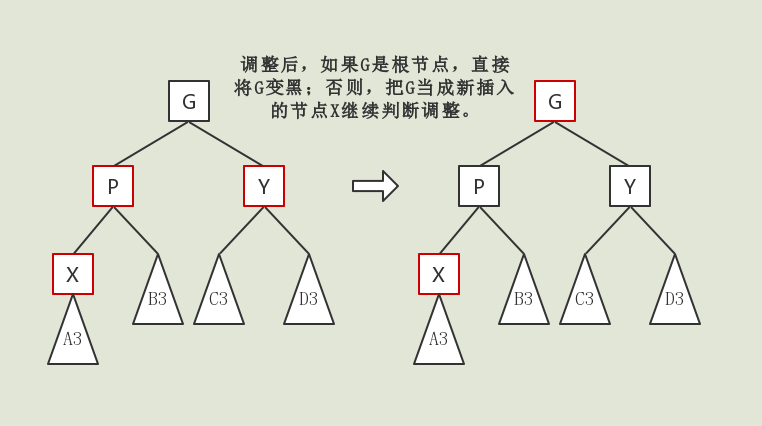 调整后，如果G是根节点，直接
将G变黑；否则，把G当成新插入
的节点X继续判断调整。
G
G
P
Y
P
Y
X
B3
C3
D3
A3
X
B3
C3
D3
A3